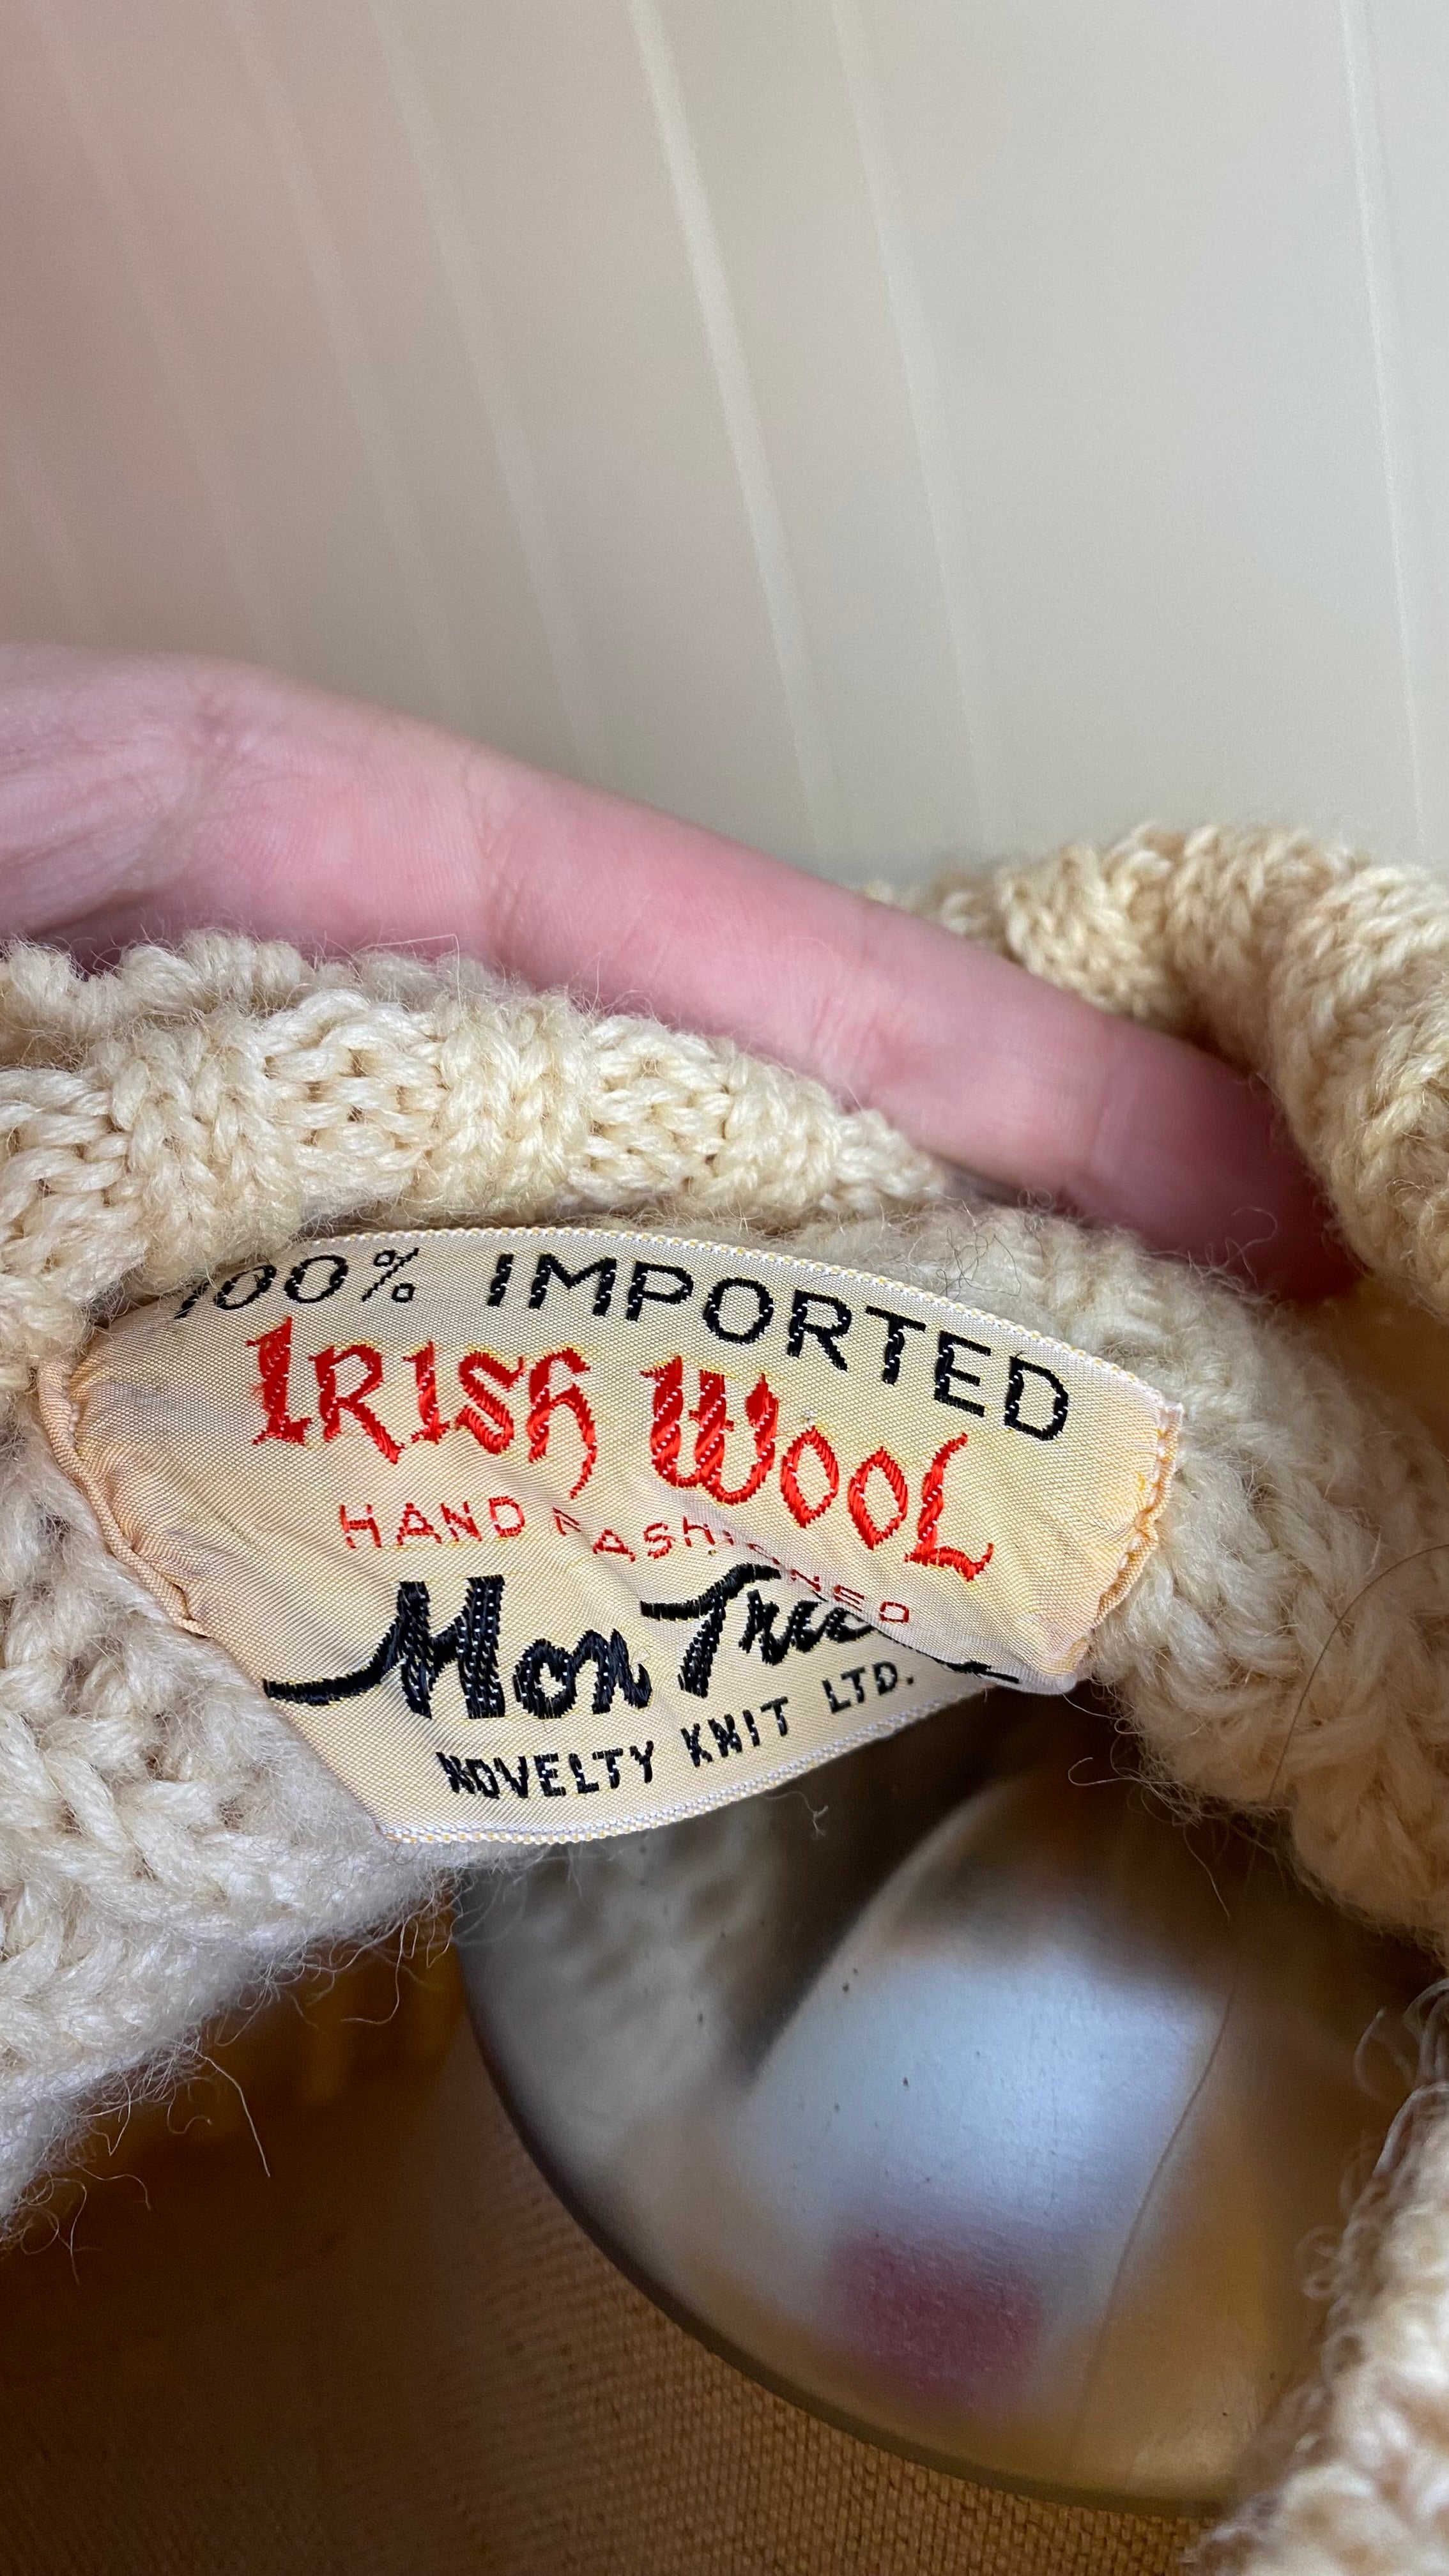 100% IMPORTED
IRISH WOOL
HAND FASHIONED
Mon
NOVELTY KNIT LTD.